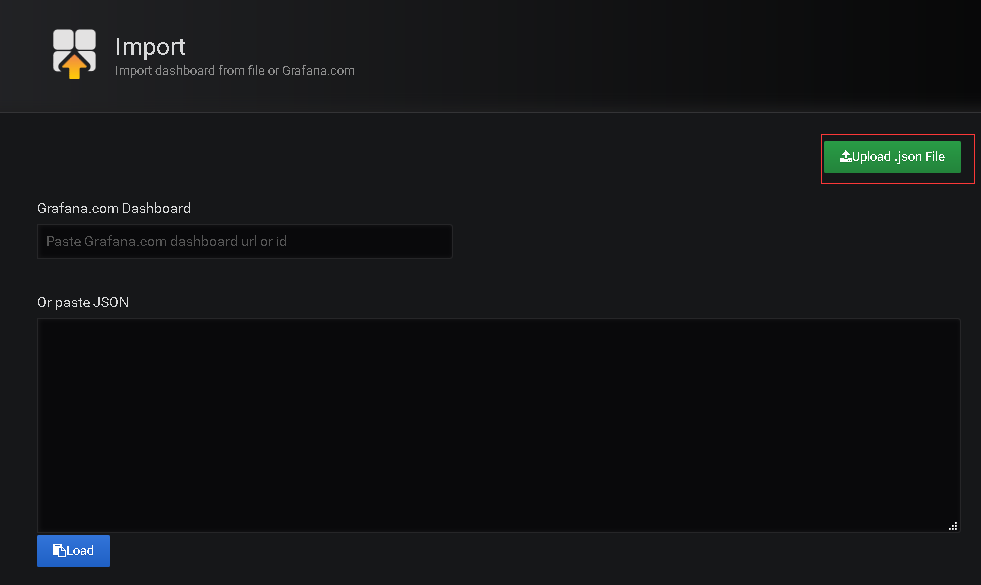 Import
Import dashboard from file or Grafana.com
Upload .json File
Grafana.com Dashboard
Paste Grafana.com dashboard url or id
Or paste JSON
Load